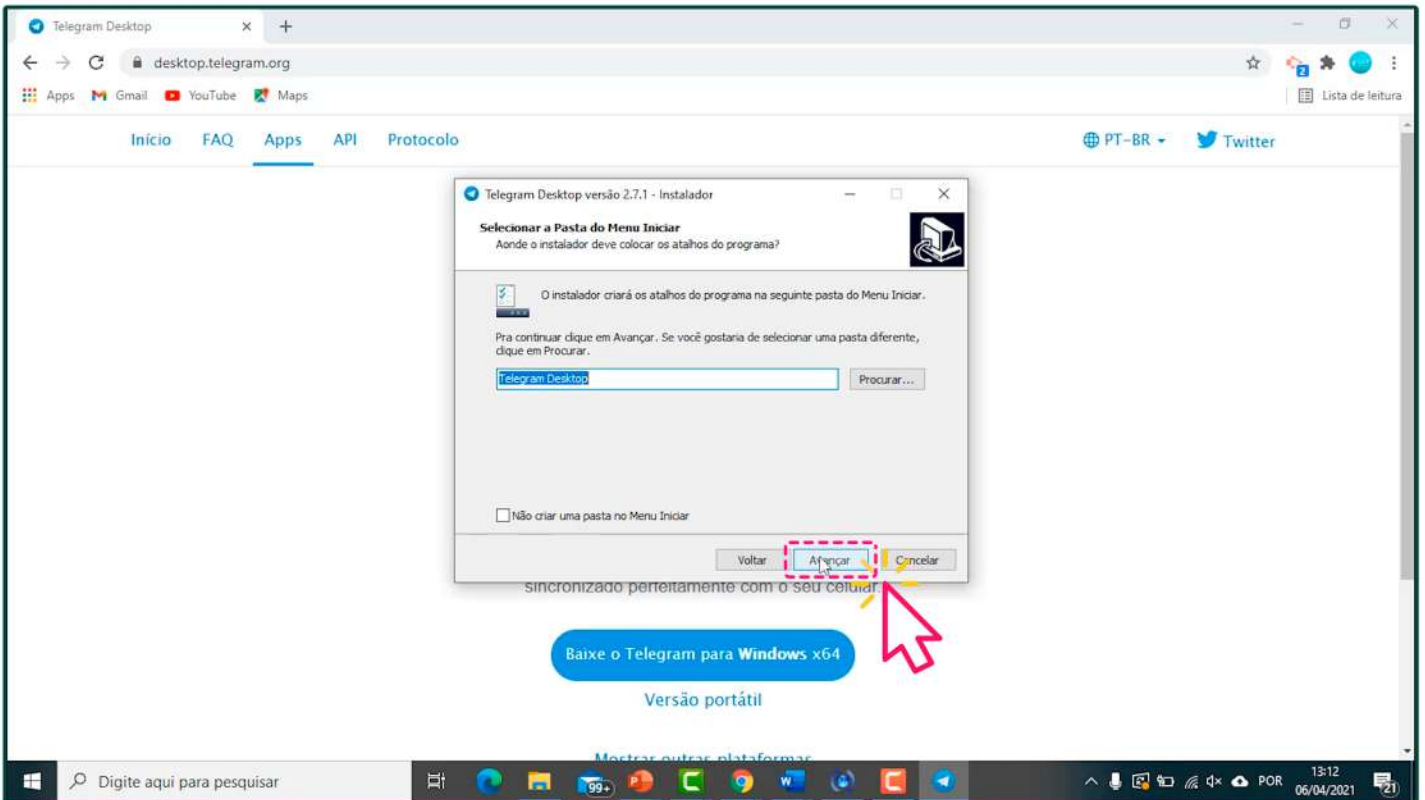 Telegram Desktop
desktop.telegram.org
2
Apps Gmail YouTube Maps
Lista de leitura
Início FAQ Apps API Protocolo
PT-BR Twitter
Telegram Desktop versão 2.7.1 - Instalador
Selecionar a Pasta do Menu Iniciar
Aonde o instalador deve colocar os atalhos do programa?
O instalador criará os atalhos do programa na seguinte pasta do Menu Iniciar.
Pra continuar clique em Avançar. Se você gostaria de selecionar uma pasta diferente,
clique em Procurar.
Telegram Desktop
Procurar...
Não criar uma pasta no Menu Iniciar
Voltar Avançar Cancelar
sincronizado perfeitamente com o seu celular.
Baixe o Telegram para Windows x64
Versão portátil
Mostrar outras plataformas
Digite aqui para pesquisar
99+
POR
13:12
06/04/2021
21